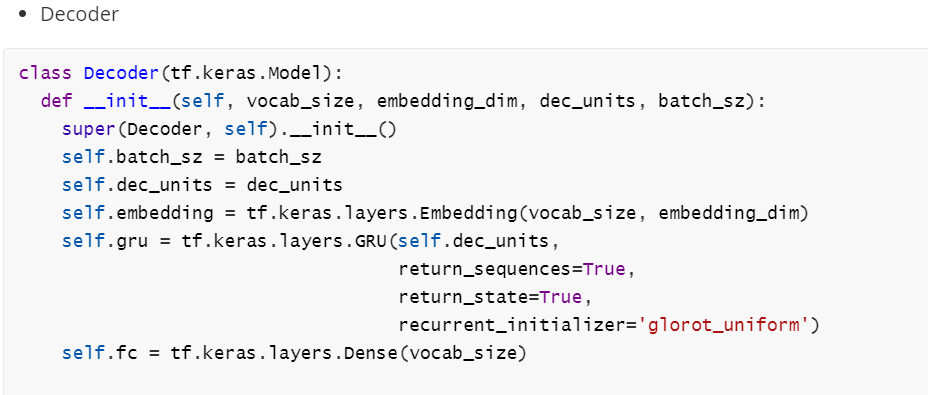 • Decoder
class Decoder(tf.keras.Model):
  def __init__(self, vocab_size, embedding_dim, dec_units, batch_sz):
    super(Decoder, self).__init__()
    self.batch_sz = batch_sz
    self.dec_units = dec_units
    self.embedding = tf.keras.layers.Embedding(vocab_size, embedding_dim)
    self.gru = tf.keras.layers.GRU(self.dec_units,
                                   return_sequences=True,
                                   return_state=True,
                                   recurrent_initializer='glorot_uniform')
    self.fc = tf.keras.layers.Dense(vocab_size)